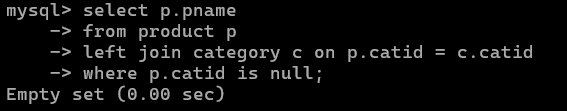 mysql> select p.pname
    -> from product p
    -> left join category c on p.catid = c.catid
    -> where p.catid is null;
Empty set (0.00 sec)